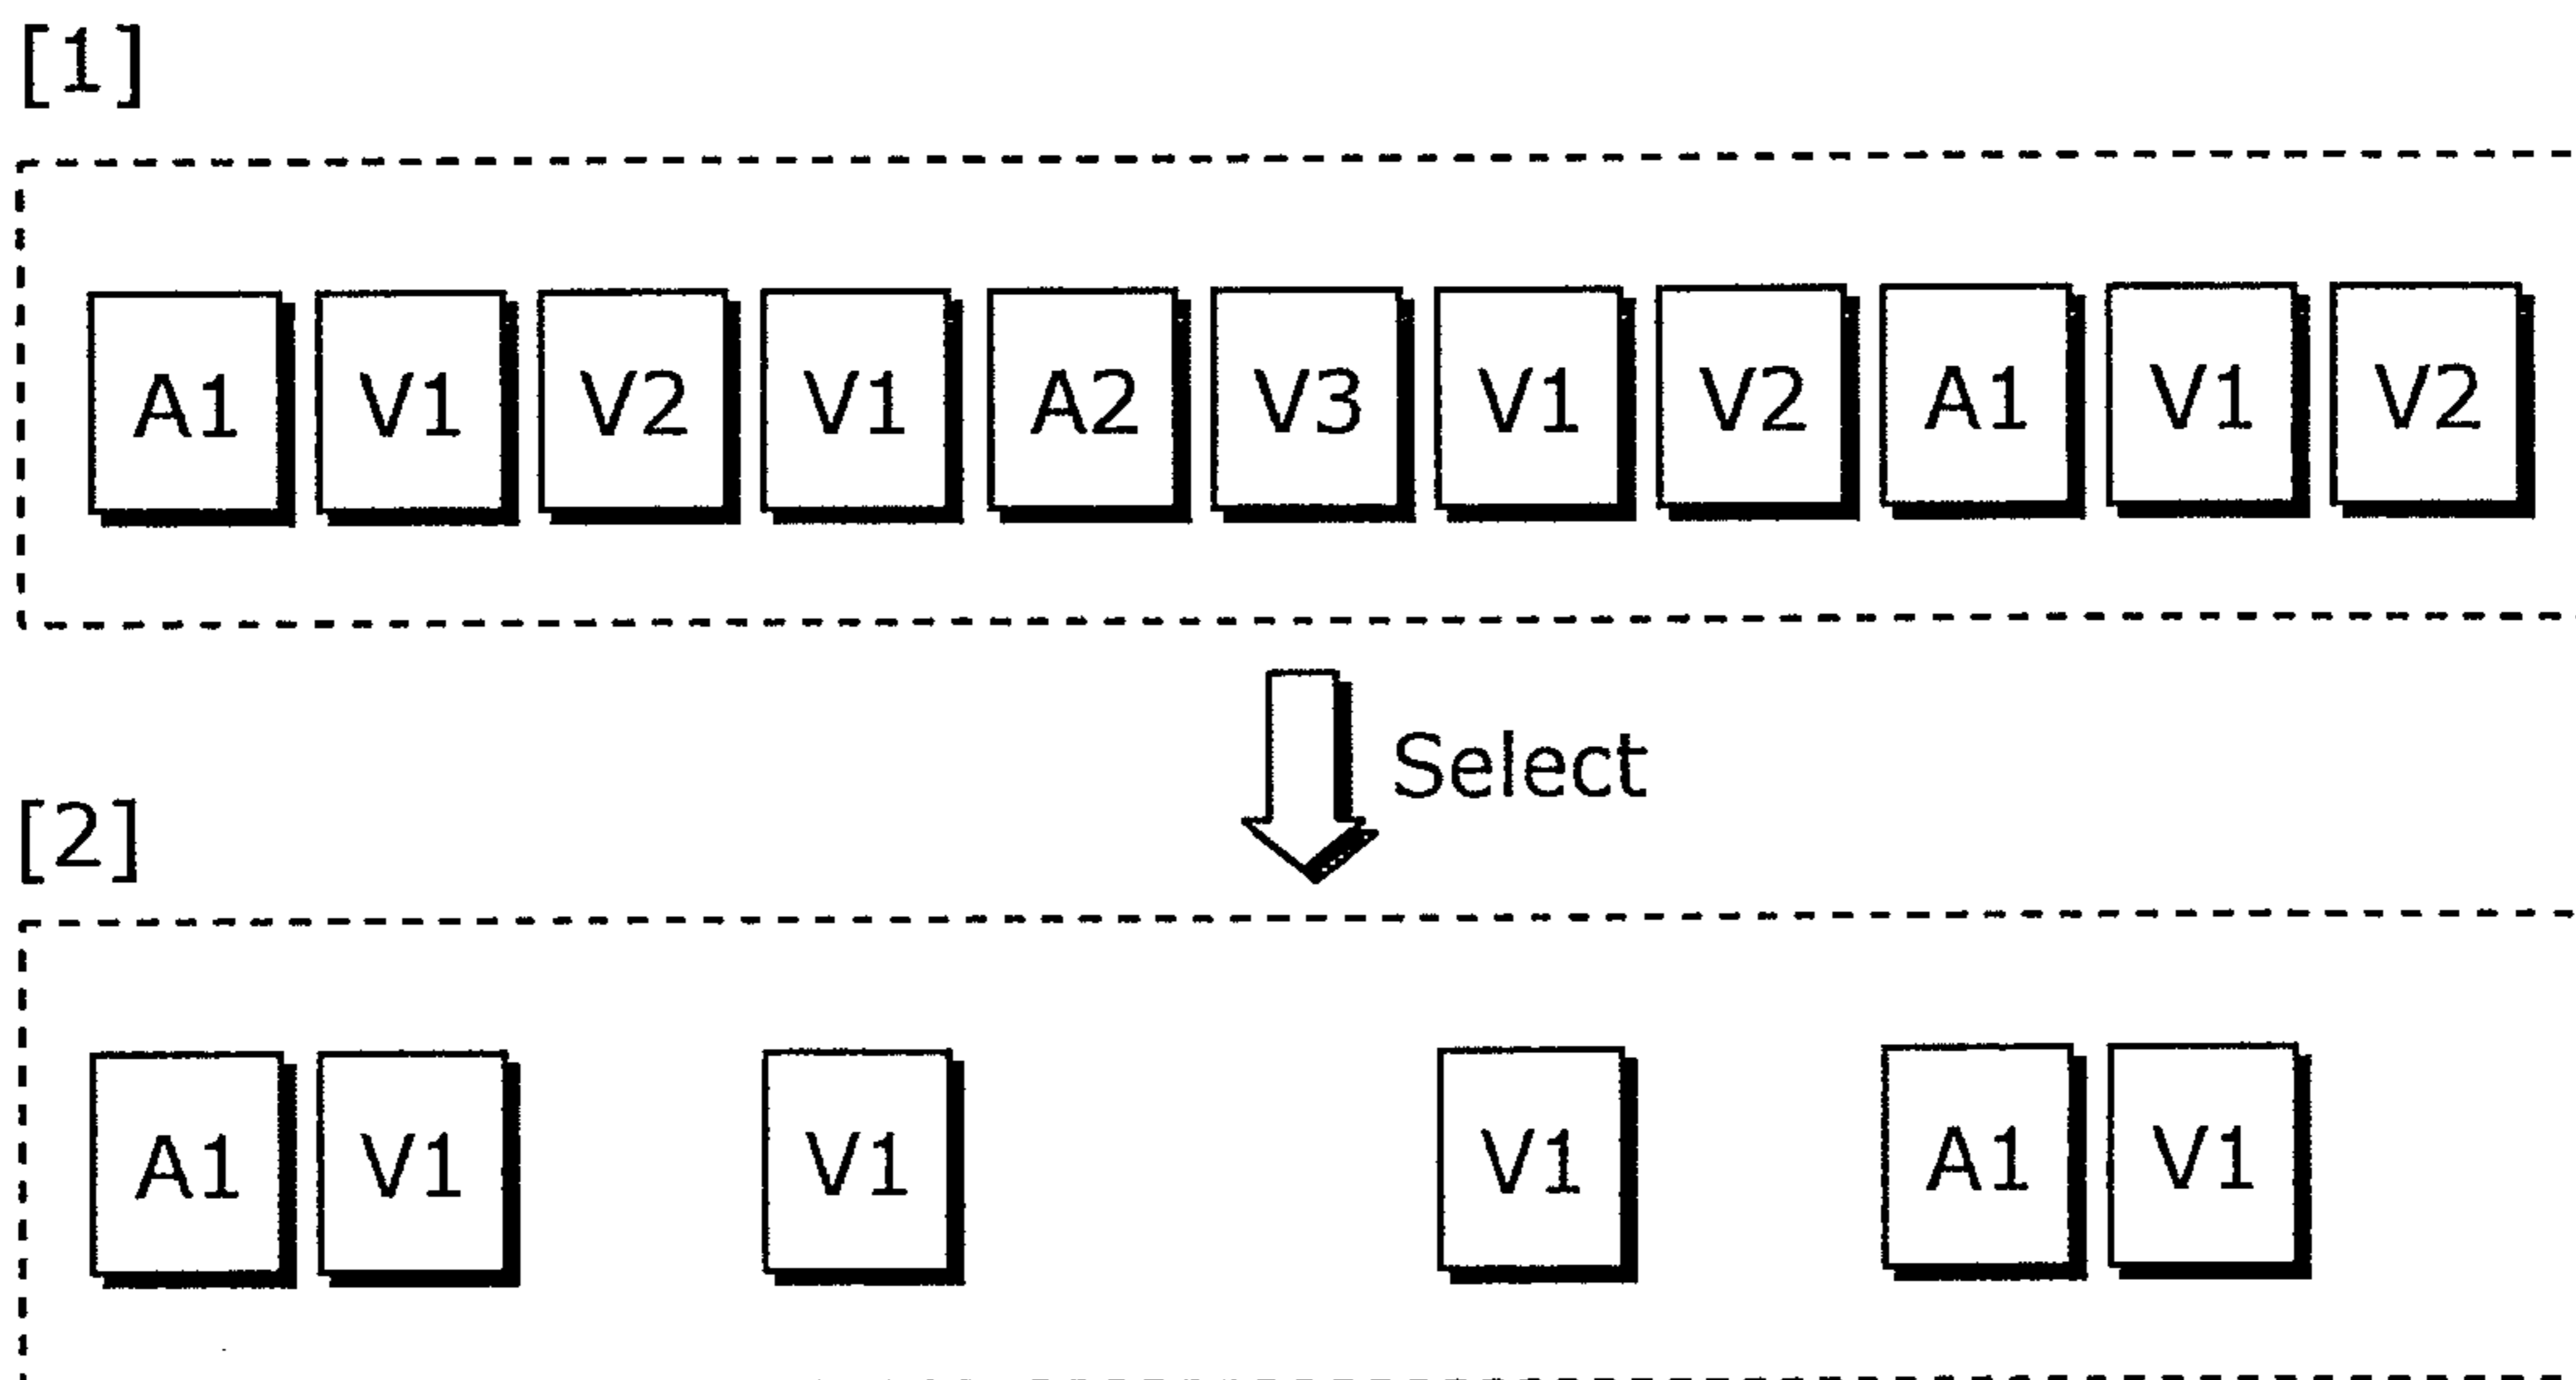 [1]
A1 V1 V2 V1 A2 V3 V1 V2 A1 V1 V2
Select
[2]
A1 V1 V1 V1 A1 V1